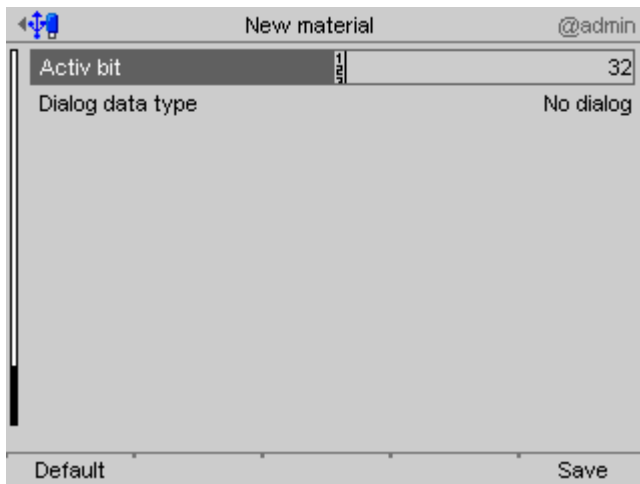 New material @admin
Activ bit 32
Dialog data type No dialog
Default Save